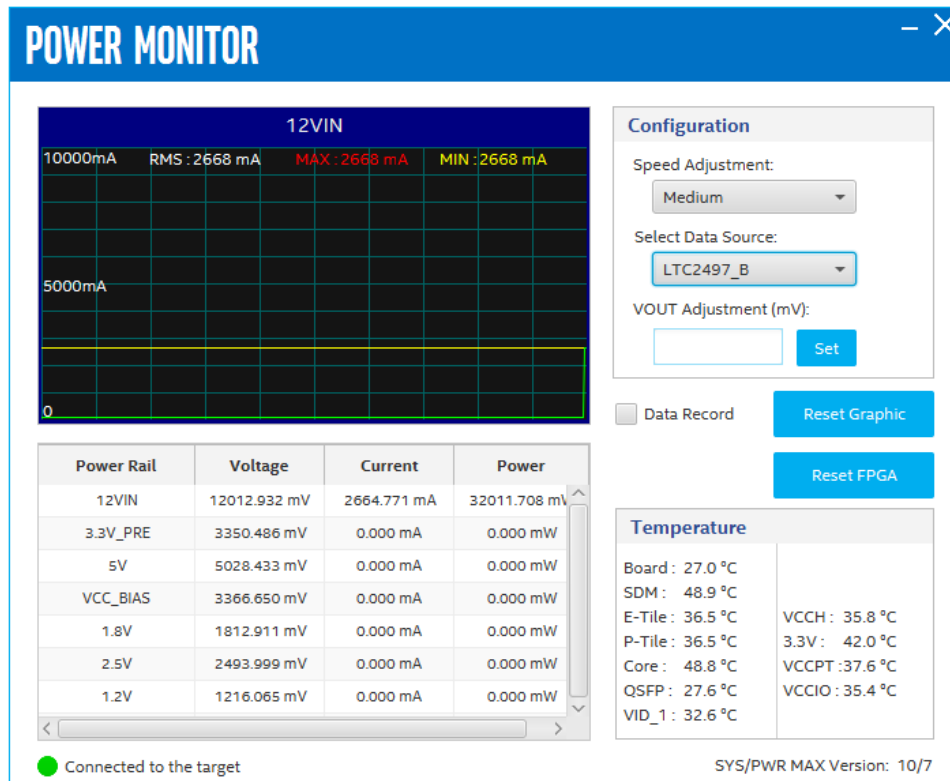 POWER MONITOR
12VIN
10000mA RMS : 2668 mA MAX : 2668 mA MIN : 2668 mA
5000mA
0
Power Rail Voltage Current Power
12VIN 12012.932 mV 2664.771 mA 32011.708 mW
3.3V_PRE 3350.486 mV 0.000 mA 0.000 mW
5V 5028.433 mV 0.000 mA 0.000 mW
VCC_BIAS 3366.650 mV 0.000 mA 0.000 mW
1.8V 1812.911 mV 0.000 mA 0.000 mW
2.5V 2493.999 mV 0.000 mA 0.000 mW
1.2V 1216.065 mV 0.000 mA 0.000 mW
Connected to the target
Configuration
Speed Adjustment:
Medium
Select Data Source:
LTC2497_B
VOUT Adjustment (mV):
Set
Data Record
Reset Graphic
Reset FPGA
Temperature
Board : 27.0 °C
SDM : 48.9 °C
E-Tile : 36.5 °C
P-Tile : 36.5 °C
Core : 48.8 °C
QSFP : 27.6 °C
VID_1 : 32.6 °C
VCCH : 35.8 °C
3.3V : 42.0 °C
VCCPT :37.6 °C
VCCIO : 35.4 °C
SYS/PWR MAX Version: 10/7